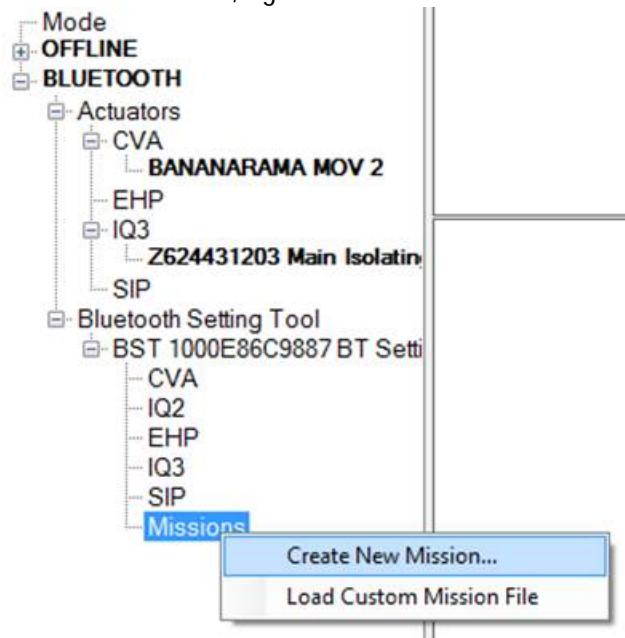 Mode
OFFLINE
BLUETOOTH
Actuators
CVA
BANANARAMA MOV 2
EHP
IQ3
Z624431203 Main Isolatin
SIP
Bluetooth Setting Tool
BST 1000E86C9887 BT Setti
CVA
IQ2
EHP
IQ3
SIP
Missions
Create New Mission...
Load Custom Mission File